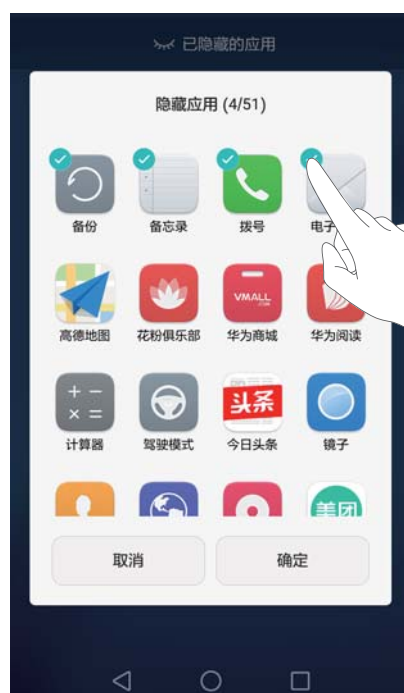 已隐藏的应用
隐藏应用 (4/51)
备份 备忘录 拨号 电子
VMALL
.COM
高德地图 花粉俱乐部 华为商城 华为阅读
头条
计算器 驾驶模式 今日头条 镜子
美团
取消 确定